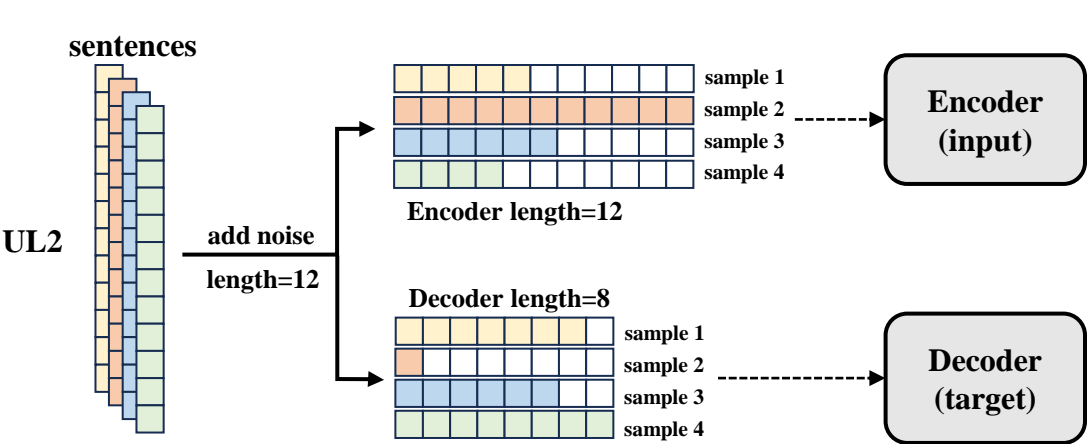 sentences
UL2
add noise
length=12
sample 1
sample 2
sample 3
sample 4
Encoder length=12
Decoder length=8
sample 1
sample 2
sample 3
sample 4
Encoder
(input)
Decoder
(target)